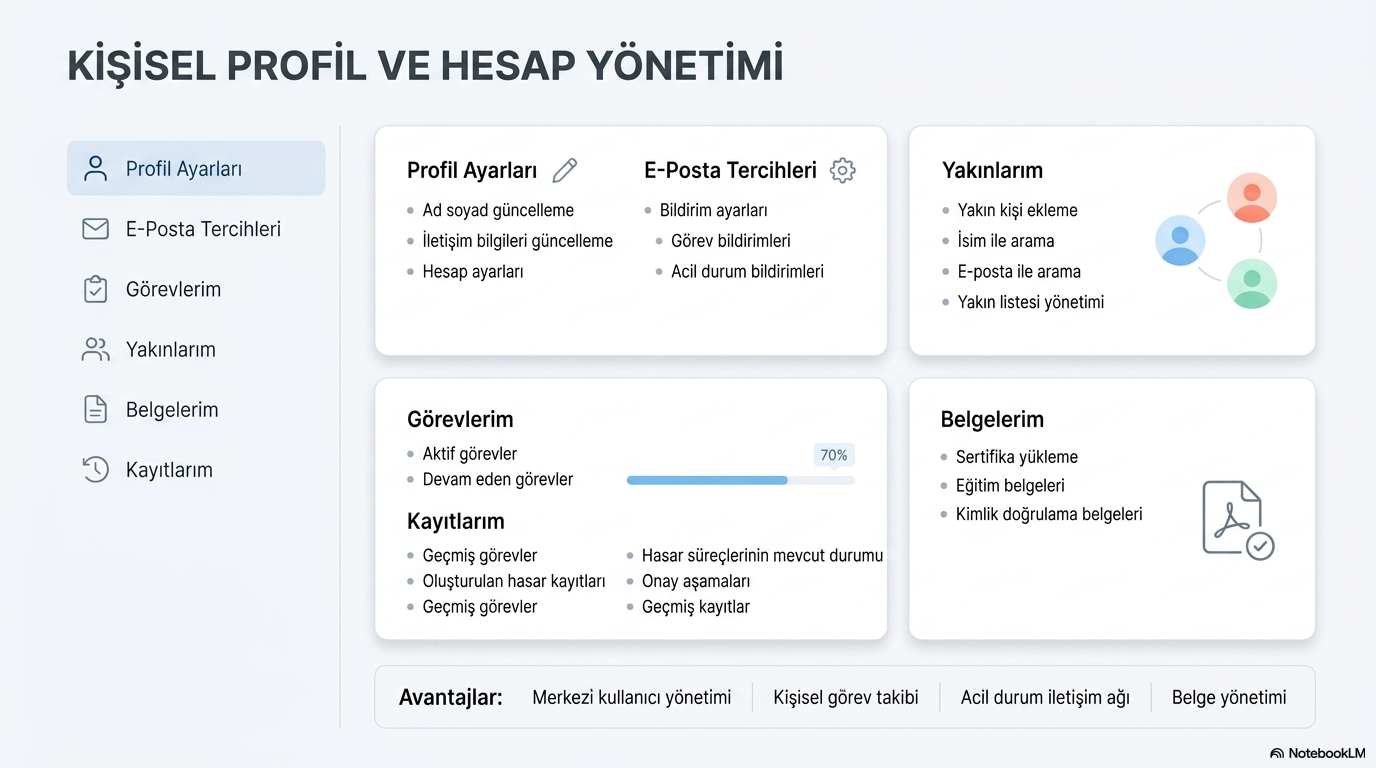 KİŞİSEL PROFİL VE HESAP YÖNETİMİ
Profil Ayarları
E-Posta Tercihleri
Görevlerim
Yakınlarım
Belgelerim
Kayıtlarım
Profil Ayarları
Ad soyad güncelleme
İletişim bilgileri güncelleme
Hesap ayarları
E-Posta Tercihleri
Bildirim ayarları
Görev bildirimleri
Acil durum bildirimleri
Yakınlarım
Yakın kişi ekleme
İsim ile arama
E-posta ile arama
Yakın listesi yönetimi
Görevlerim
Aktif görevler
Devam eden görevler
70%
Kayıtlarım
Geçmiş görevler
Oluşturulan hasar kayıtları
Geçmiş görevler
Hasar süreçlerinin mevcut durumu
Onay aşamaları
Geçmiş kayıtlar
Belgelerim
Sertifika yükleme
Eğitim belgeleri
Kimlik doğrulama belgeleri
Avantajlar: Merkezi kullanıcı yönetimi Kişisel görev takibi Acil durum iletişim ağı Belge yönetimi
NotebookLM